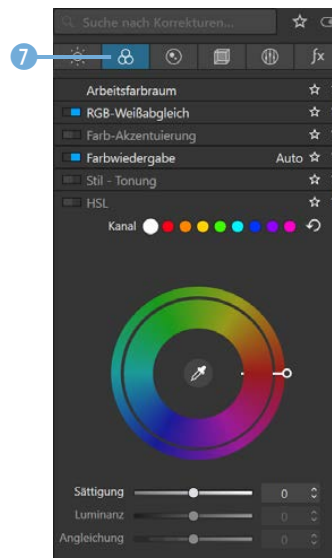 Suche nach Korrekturen...
7
fx
Arbeitsfarbraum
RGB-Weißabgleich
Farb-Akzentuierung
Farbwiedergabe Auto
Stil - Tonung
HSL
Kanal
Sättigung 0
Luminanz 0
Angleichung 0